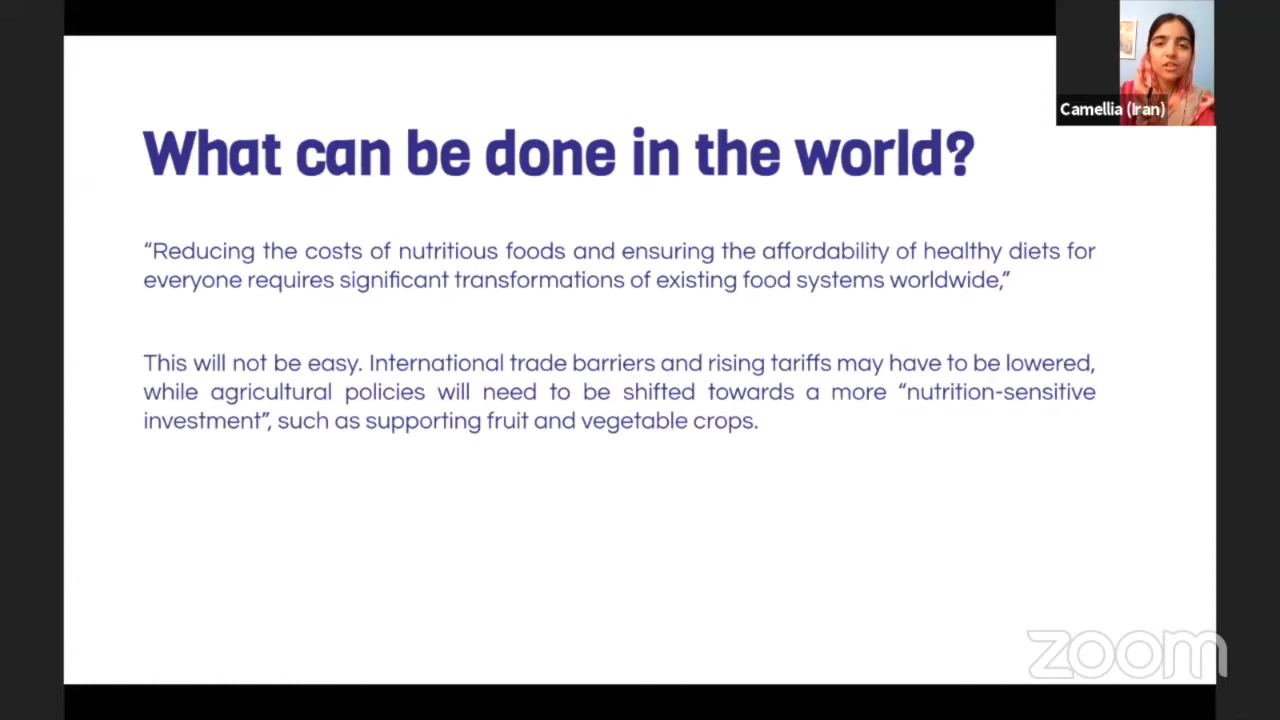 Camellia (Iran)
What can be done in the world?
“Reducing the costs of nutritious foods and ensuring the affordability of healthy diets for
everyone requires significant transformations of existing food systems worldwide,”
This will not be easy. International trade barriers and rising tariffs may have to be lowered,
while agricultural policies will need to be shifted towards a more “nutrition-sensitive
investment”, such as supporting fruit and vegetable crops.
zoom